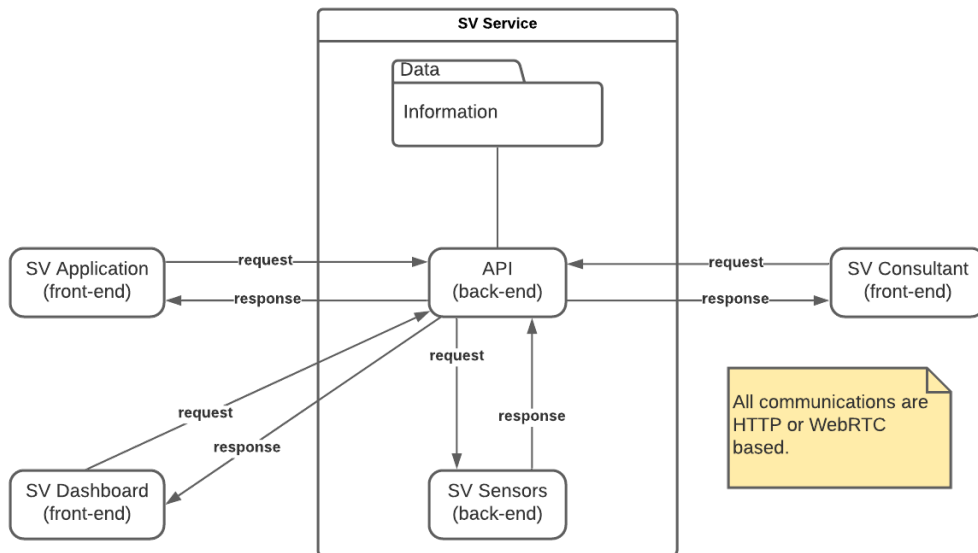 SV Service
Data
Information
SV Application
(front-end)
request
response
API
(back-end)
request
response
SV Consultant
(front-end)
request
response
request
response
All communications are
HTTP or WebRTC
based.
SV Dashboard
(front-end)
SV Sensors
(back-end)